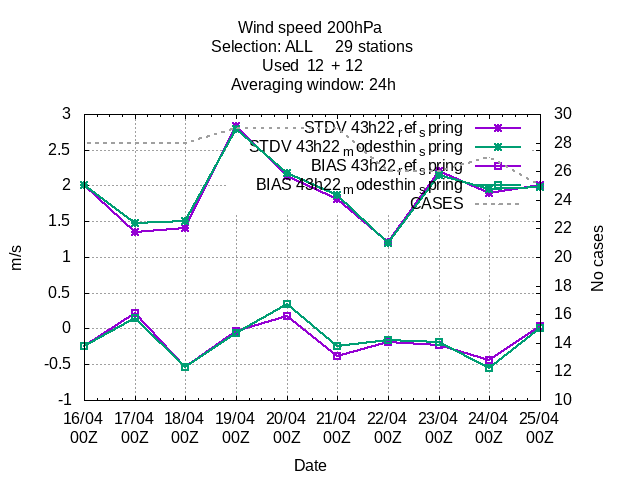 Wind speed 200hPa
Selection: ALL 29 stations
Used 12 + 12
Averaging window: 24h
STDV 43h22_ref_spring
STDV 43h22_modesthin_spring
BIAS 43h22_ref_spring
BIAS 43h22_modesthin_spring
CASES
3
2.5
2
1.5
1
0.5
0
-0.5
-1
m/s
30
28
26
24
22
20
18
16
14
12
10
No cases
16/04 17/04 18/04 19/04 20/04 21/04 22/04 23/04 24/04 25/04
00Z 00Z 00Z 00Z 00Z 00Z 00Z 00Z 00Z 00Z
Date